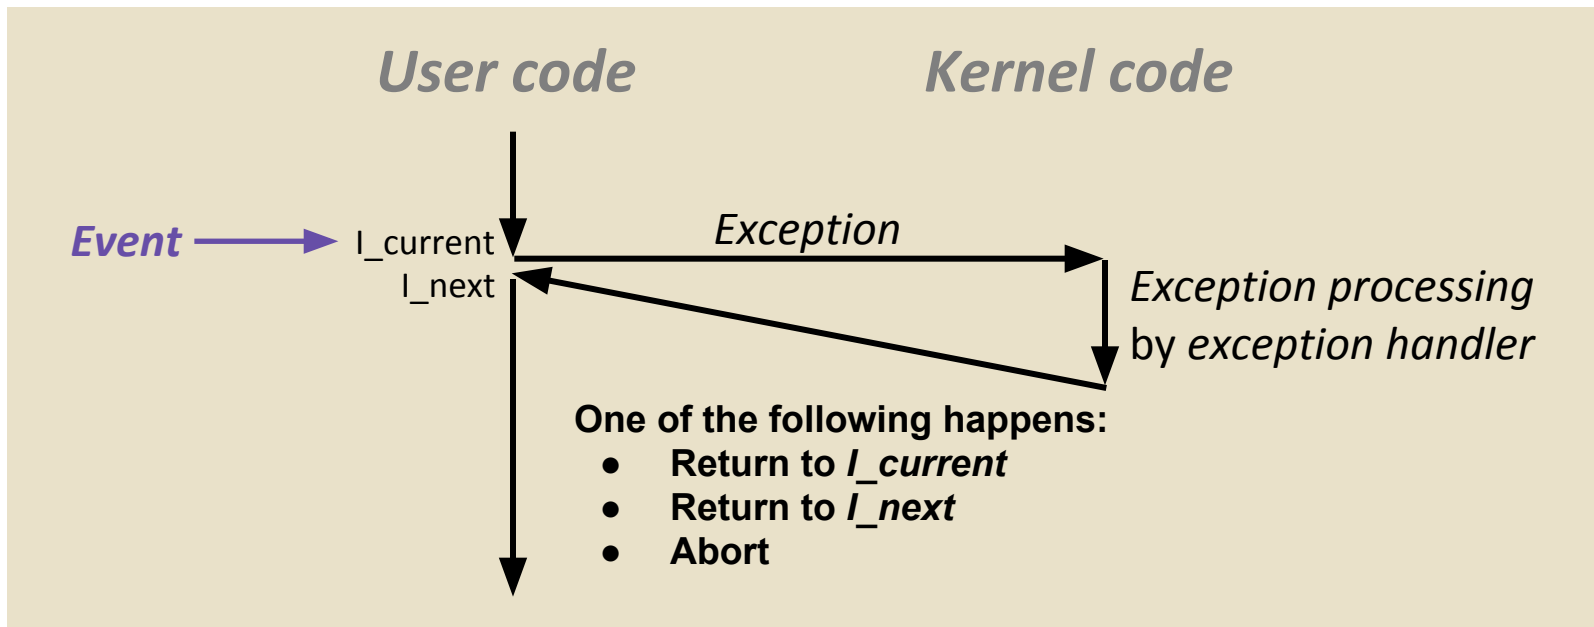 User code
Kernel code
Event
I_current
Exception
I_next
Exception processing
by exception handler
One of the following happens:
● Return to I_current
● Return to I_next
● Abort